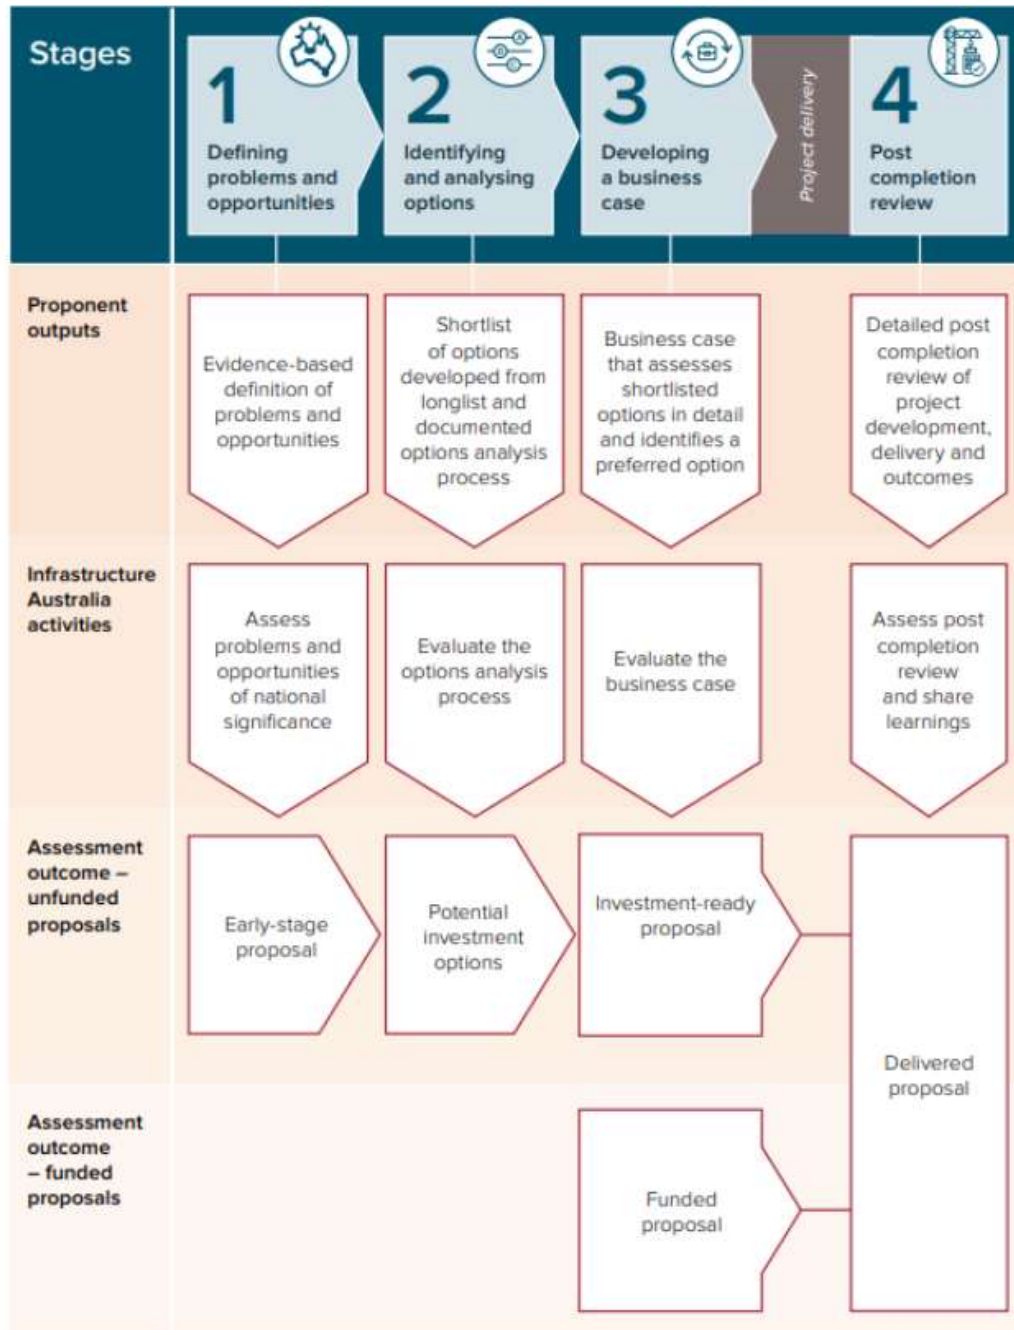 Stages
1
Defining
problems and
opportunities
2
Identifying
and analysing
options
A
B
C
3
Developing
a business
case
Project delivery
4
Post
completion
review
Proponent
outputs
Evidence-based
definition of
problems and
opportunities
Shortlist
of options
developed from
longlist and
documented
options analysis
process
Business case
that assesses
shortlisted
options in detail
and identifies a
preferred option
Detailed post
completion
review of
project
development,
delivery and
outcomes
Infrastructure
Australia
activities
Assess
problems and
opportunities
of national
significance
Evaluate the
options analysis
process
Evaluate the
business case
Assess post
completion
review
and share
learnings
Assessment
outcome –
unfunded
proposals
Early-stage
proposal
Potential
investment
options
Investment-ready
proposal
Delivered
proposal
Assessment
outcome
– funded
proposals
Funded
proposal